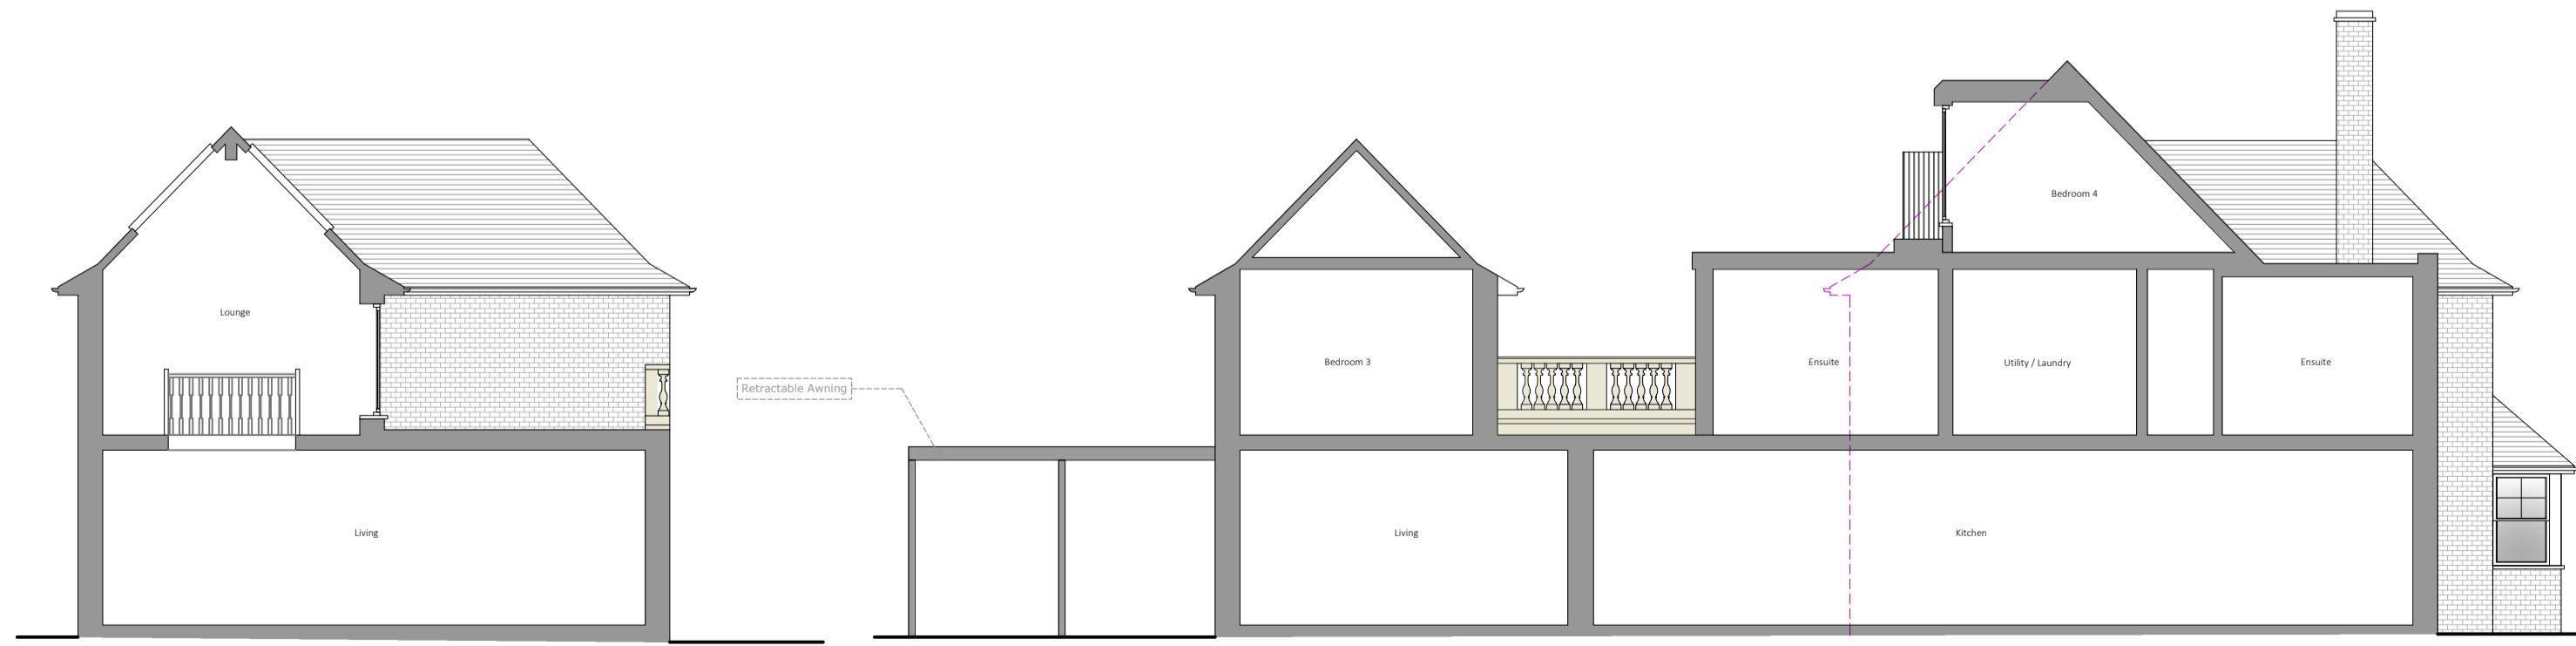 Lounge
Living
Retractable Awning
Bedroom 3
Living
Bedroom 4
Ensuite
Utility / Laundry
Ensuite
Kitchen